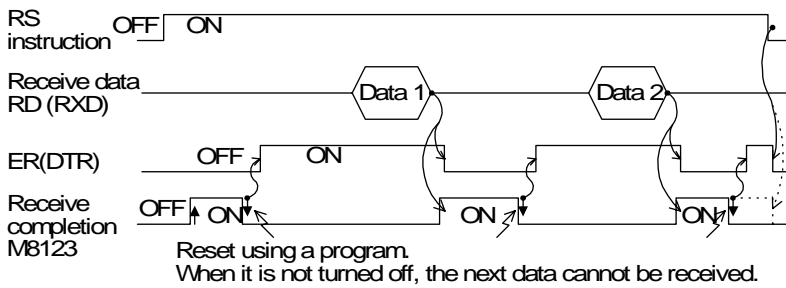 RS
instruction
OFF ON
Receive data
RD (RXD)
Data 1
Data 2
ER(DTR)
OFF ON
Receive
completion
M8123
OFF ON ON ON
Reset using a program.
When it is not turned off, the next data cannot be received.